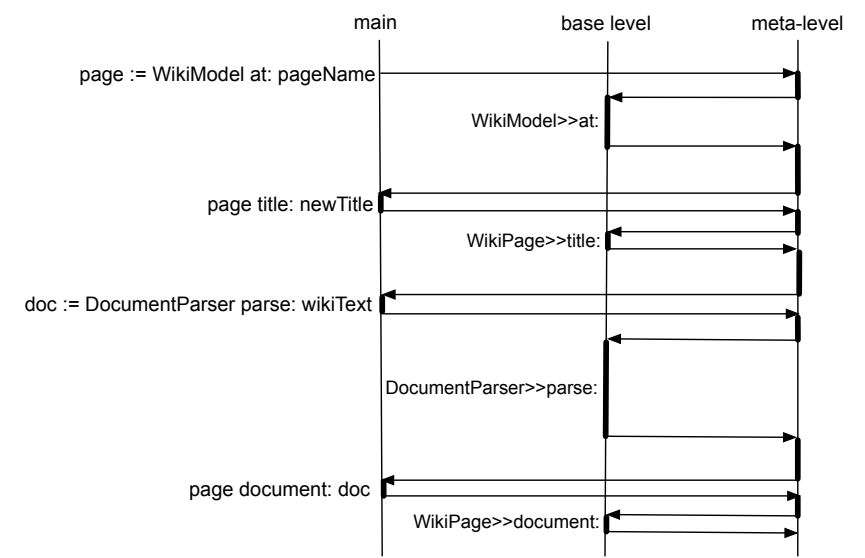 main
base level
meta-level
page := WikiModel at: pageName
WikiModel>>at:
page title: newTitle
WikiPage>>title:
doc := DocumentParser parse: wikiText
DocumentParser>>parse:
page document: doc
WikiPage>>document: